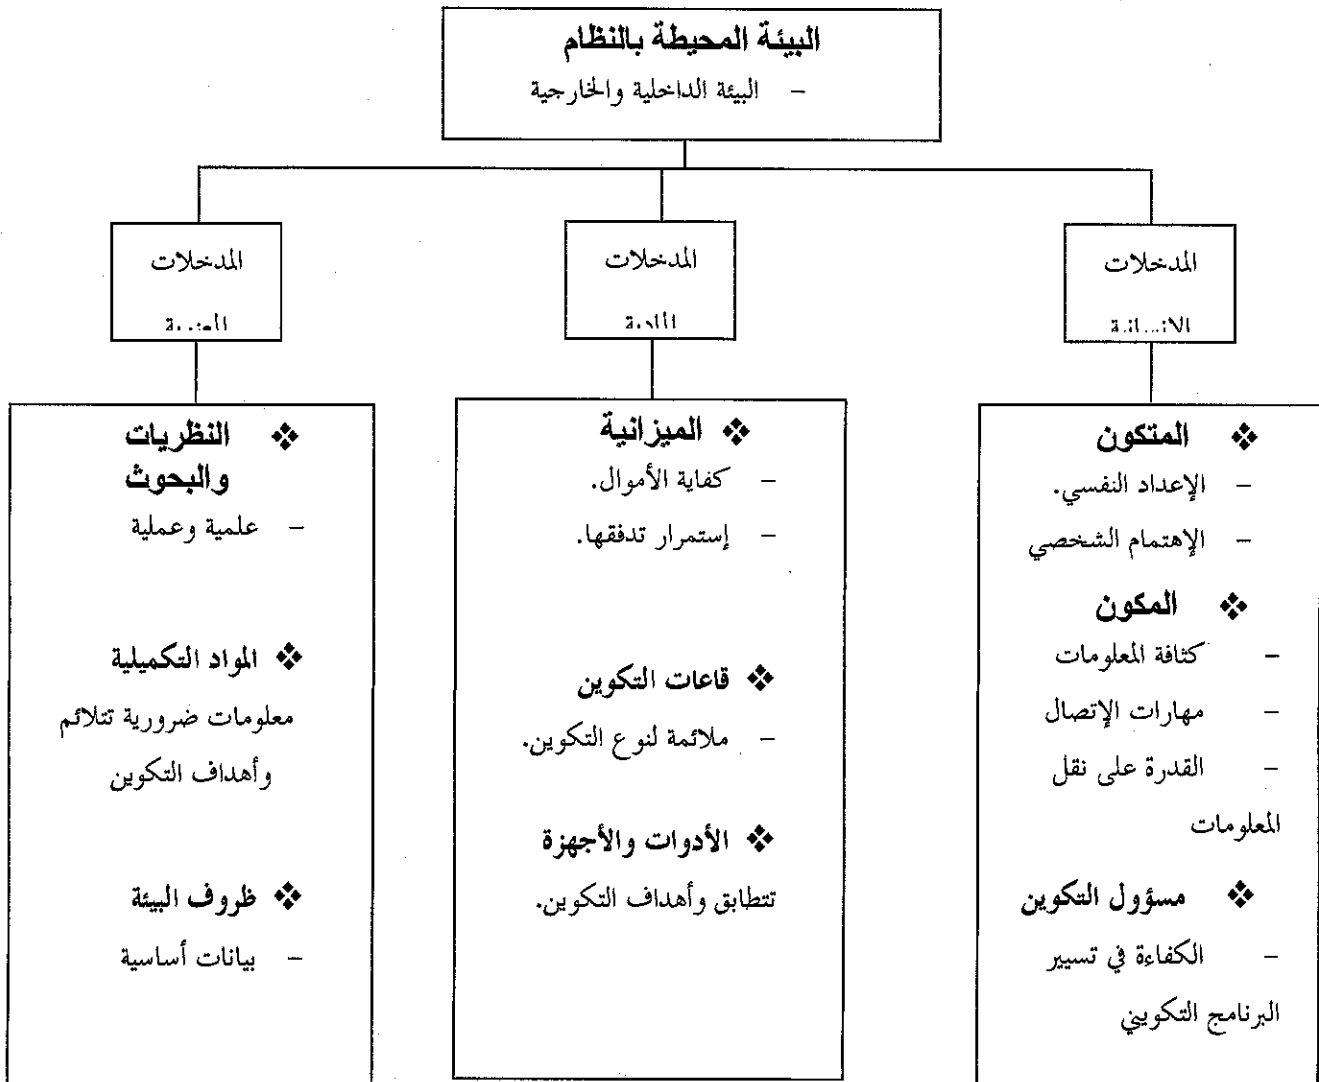 البيئة المحيطة بالنظام
– البيئة الداخلية والخارجية
المدخلات
الانسانية
المدخلات
المادية
المدخلات
❖ المتكون
– الإعداد النفسي.
– الإهتمام الشخصي
❖ المكون
– كثافة المعلومات
– مهارات الإتصال
– القدرة على نقل
المعلومات
❖ مسؤول التكوين
– الكفاءة في تسيير
البرنامج التكويني
❖ الميزانية
– كفاية الأموال.
– إستمرار تدفقها.
❖ قاعات التكوين
– ملائمة لنوع التكوين.
❖ الأدوات والأجهزة
تتطابق وأهداف التكوين.
❖ النظريات
والبحوث
– علمية وعملية
❖ المواد التكميلية
معلومات ضرورية تتلائم
وأهداف التكوين
❖ ظروف البيئة
– بيانات أساسية